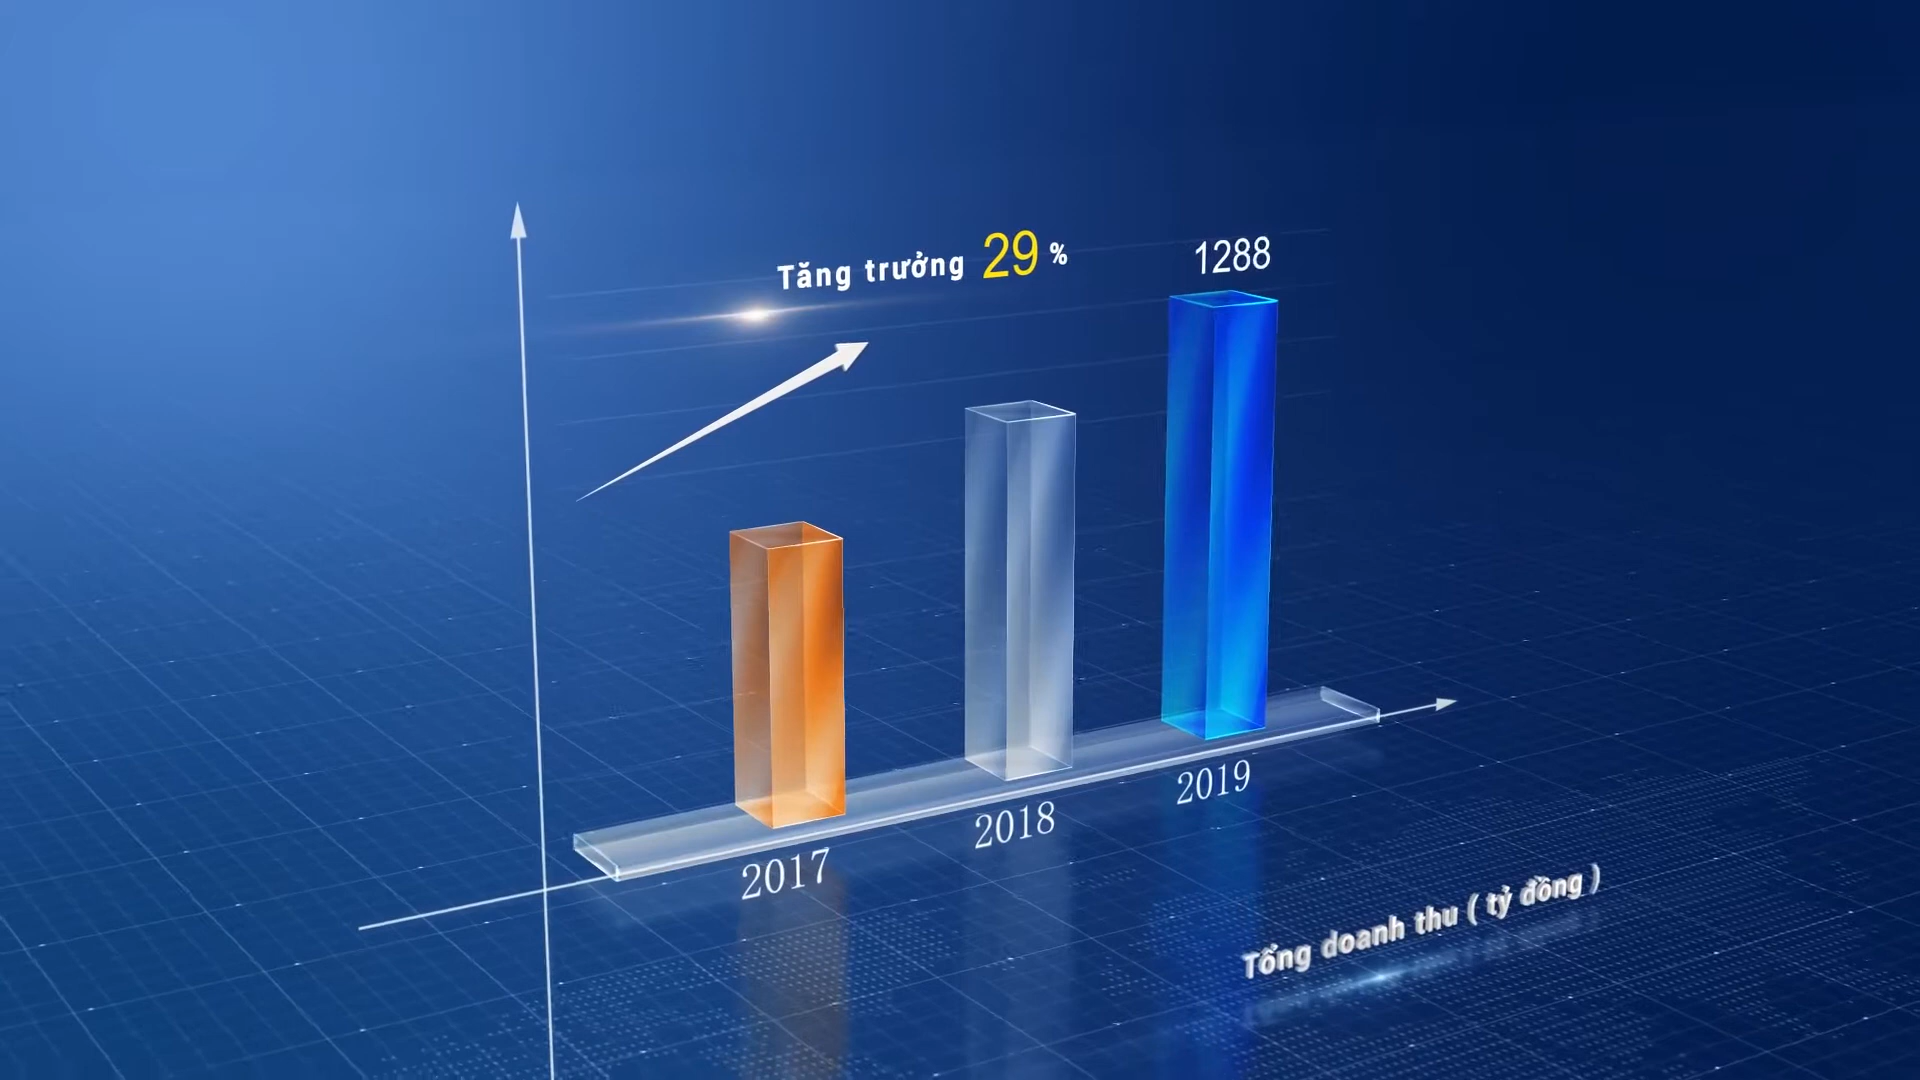 Tăng trưởng 29 %
1288
2017
2018
2019
Tổng doanh thu ( tỷ đồng )